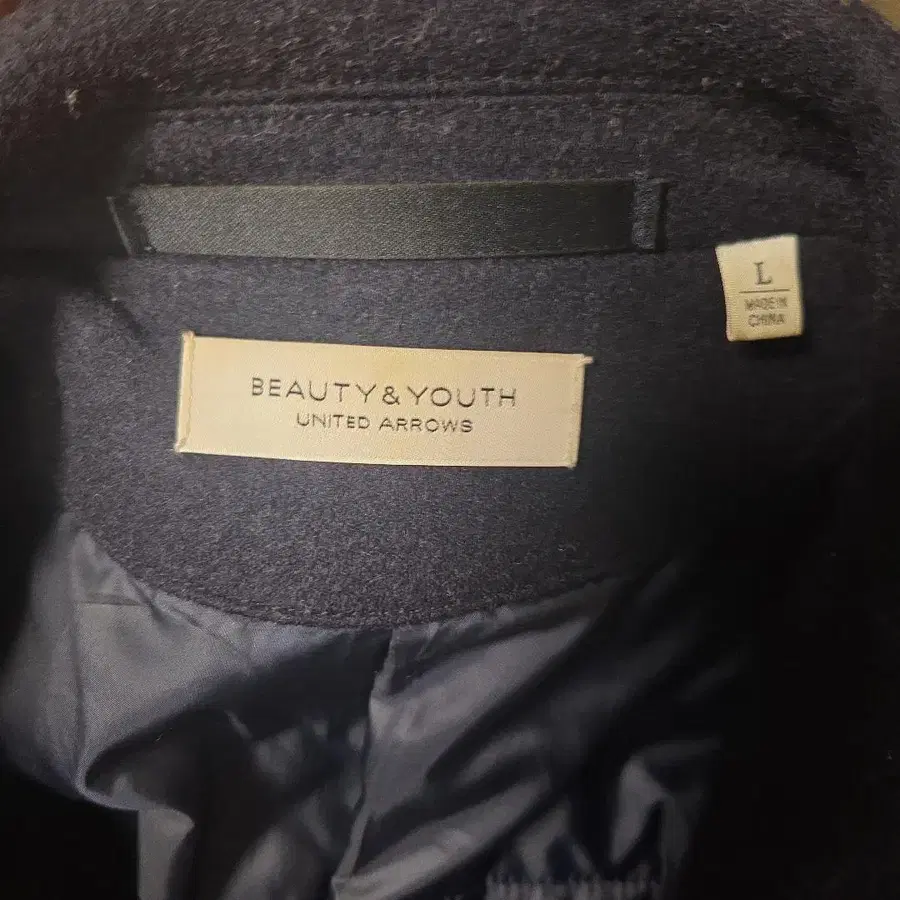 BEAUTY & YOUTH
UNITED ARROWS
L
MADE IN
CHINA